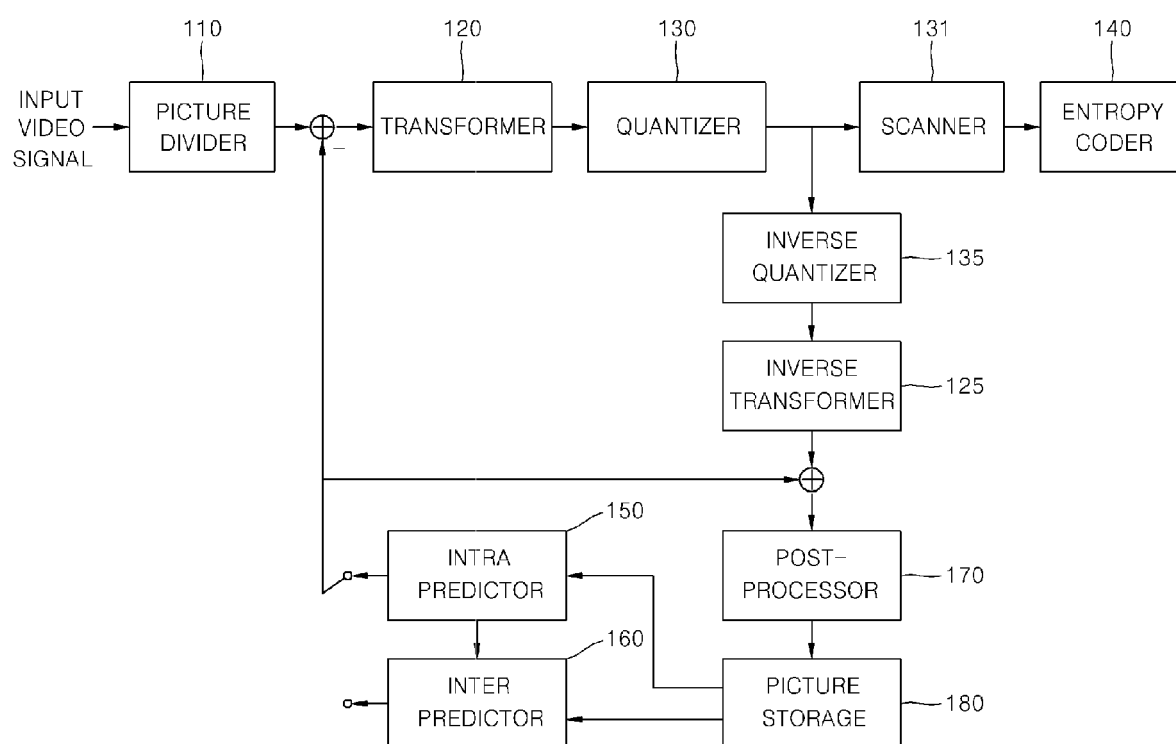 110
120
130
131
140
INPUT
VIDEO
SIGNAL
PICTURE
DIVIDER
−
TRANSFORMER
QUANTIZER
SCANNER
ENTROPY
CODER
INVERSE
QUANTIZER
135
INVERSE
TRANSFORMER
125
150
INTRA
PREDICTOR
POST−
PROCESSOR
170
160
INTER
PREDICTOR
PICTURE
STORAGE
180